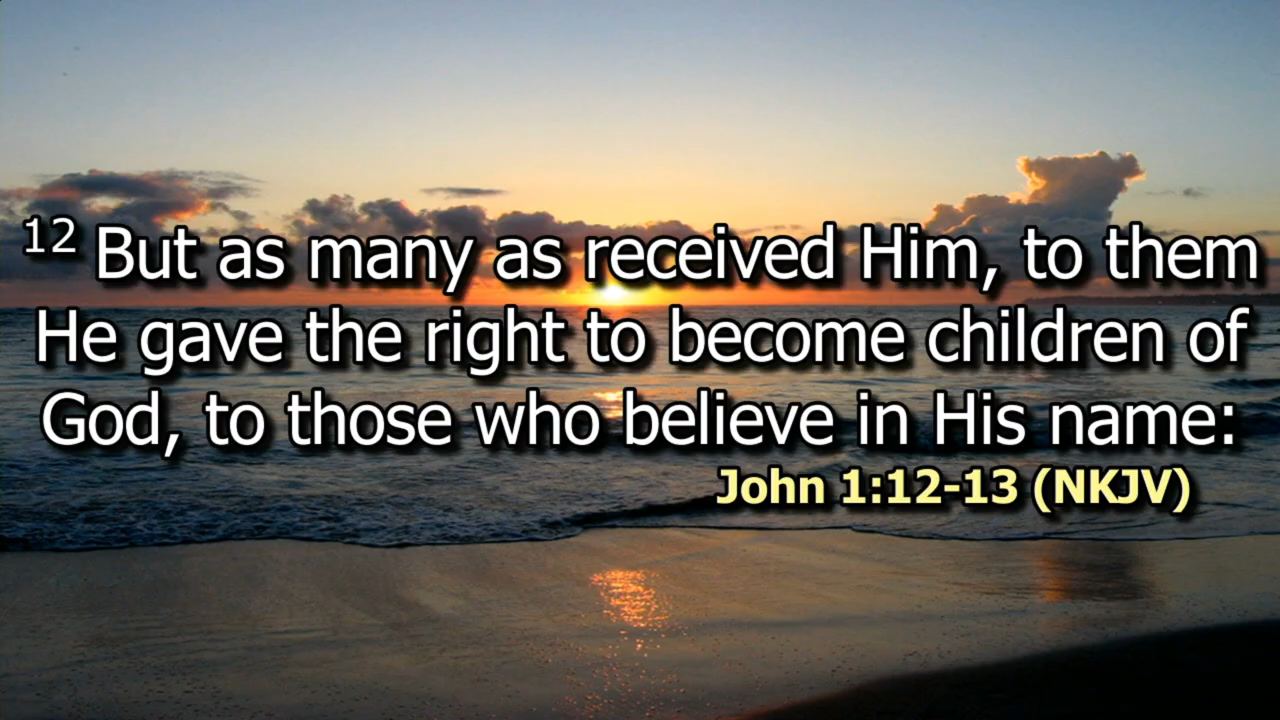 12 But as many as received Him, to them
He gave the right to become children of
God, to those who believe in His name:
John 1:12-13 (NKJV)